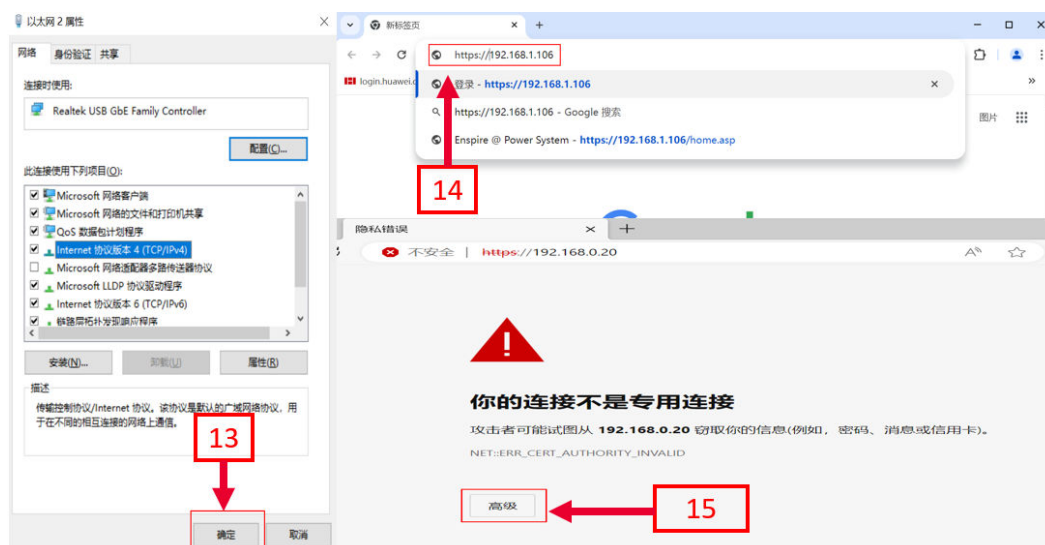 以太网 2 属性
网络 身份验证 共享
连接时使用:
Realtek USB GbE Family Controller
配置(C)...
此连接使用下列项目(O):
Microsoft 网络客户端
Microsoft 网络的文件和打印机共享
QoS 数据包计划程序
Internet 协议版本 4 (TCP/IPv4)
Microsoft 网络适配器多路传送器协议
Microsoft LLDP 协议驱动程序
Internet 协议版本 6 (TCP/IPv6)
链路层拓扑发现响应程序
安装(N)... 卸载(U) 属性(R)
描述
传输控制协议/Internet 协议。该协议是默认的广域网络协议，用
于在不同的相互连接的网络上通信。
13
确定 取消
新标签页
https://192.168.1.106
login.huawei.c
登录 - https://192.168.1.106
https://192.168.1.106 - Google 搜索
Enspire @ Power System - https://192.168.1.106/home.asp
图片
14
隐私错误
不安全 | https://192.168.0.20
你的连接不是专用连接
攻击者可能试图从 192.168.0.20 窃取你的信息(例如，密码、消息或信用卡)。
NET::ERR_CERT_AUTHORITY_INVALID
高级
15